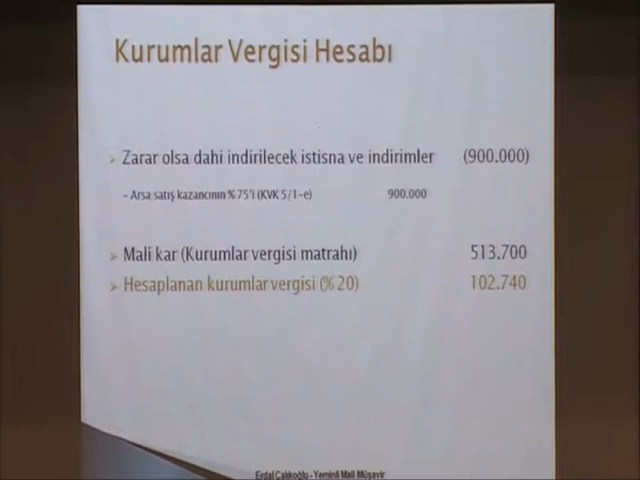 Kurumlar Vergisi Hesabı
Zarar olsa dahi indirilecek istisna ve indirimler (900.000)
– Arsa satış kazancının %75'i (KVK 5/1-e) 900.000
Mali kar (Kurumlar vergisi matrahı) 513.700
Hesaplanan kurumlar vergisi (%20) 102.740
Erdal Çalıkoğlu - Yeminli Mali Müşavir